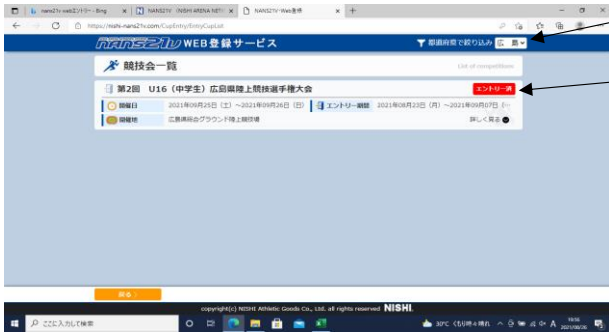 nans21v webエントリー - Bing
NANS21V (NISHI ARENA NET)
NANS21V-Web登録
https://nishi-nans21v.com/CupEntry/EntryCupList
NANS21V WEB登録サービス
都道府県で絞り込み 広 島
競技会一覧
List of competitions
第2回 U16（中学生）広島県陸上競技選手権大会
エントリー済
開催日 2021年09月25日（土）～2021年09月26日（日） エントリー期間 2021年08月23日（月）～2021年09月07日（…
開催地 広島県総合グラウンド陸上競技場
詳しく見る
戻る
copyright(c) NISHI Athletic Goods Co., Ltd. all rights reserved NISHI.
ここに入力して検索
30°C くもり時々晴れ
A